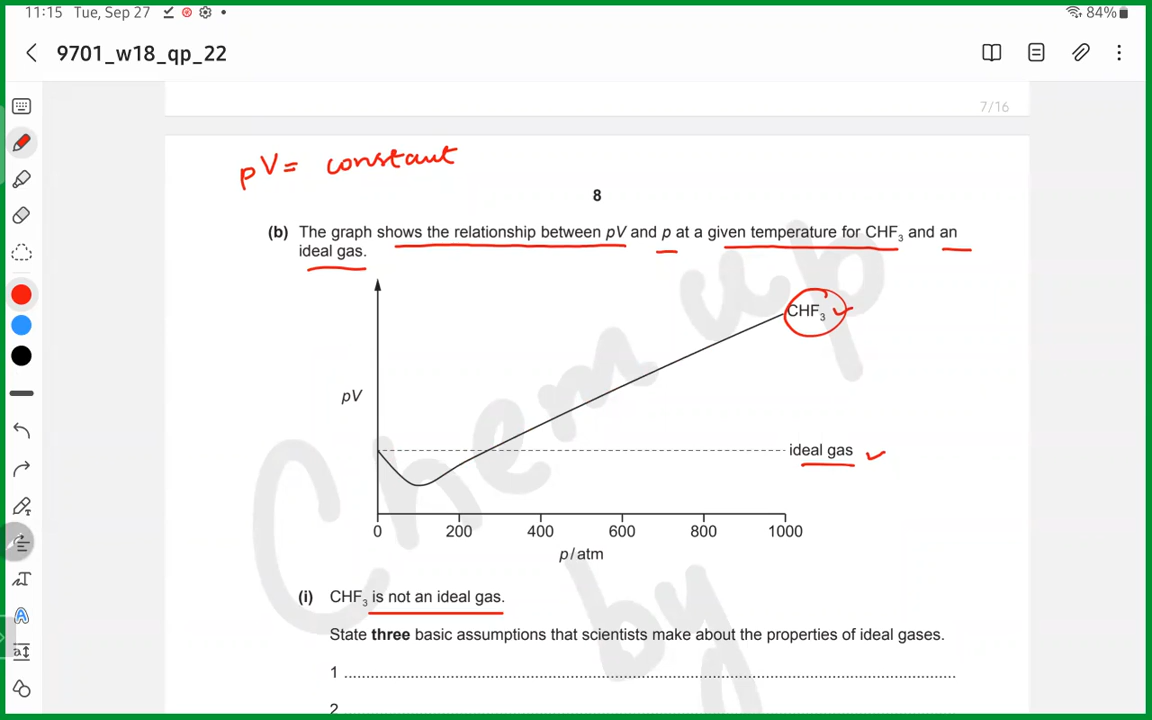 11:15 Tue, Sep 27 84%
9701_w18_qp_22
7/16
pV = constant
8
(b) The graph shows the relationship between pV and p at a given temperature for CHF₃ and an
ideal gas.
CHF₃
pV
ideal gas
0 200 400 600 800 1000
p/atm
(i) CHF₃ is not an ideal gas.
State three basic assumptions that scientists make about the properties of ideal gases.
1 ................................................................
2
Chem up
by